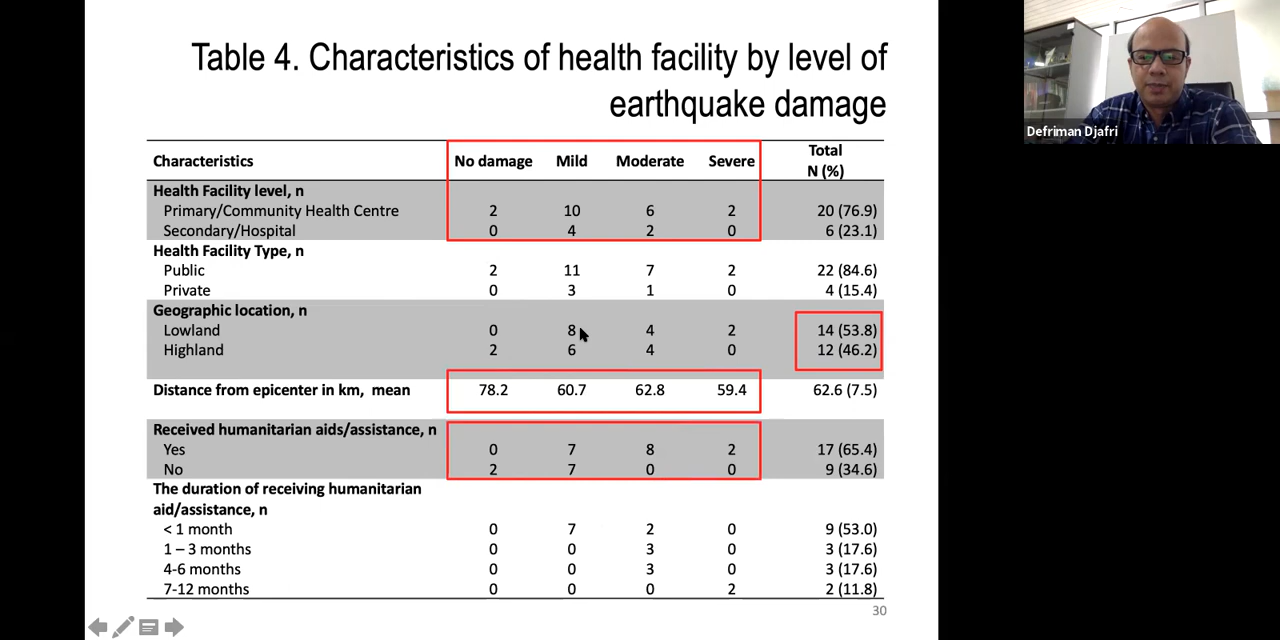 Table 4. Characteristics of health facility by level of
earthquake damage
Characteristics No damage Mild Moderate Severe Total N (%)
Health Facility level, n
Primary/Community Health Centre 2 10 6 2 20 (76.9)
Secondary/Hospital 0 4 2 0 6 (23.1)
Health Facility Type, n
Public 2 11 7 2 22 (84.6)
Private 0 3 1 0 4 (15.4)
Geographic location, n
Lowland 0 8 4 2 14 (53.8)
Highland 2 6 4 0 12 (46.2)
Distance from epicenter in km, mean 78.2 60.7 62.8 59.4 62.6 (7.5)
Received humanitarian aids/assistance, n
Yes 0 7 8 2 17 (65.4)
No 2 7 0 0 9 (34.6)
The duration of receiving humanitarian
aid/assistance, n
< 1 month 0 7 2 0 9 (53.0)
1 – 3 months 0 0 3 0 3 (17.6)
4-6 months 0 0 3 0 3 (17.6)
7-12 months 0 0 0 2 2 (11.8)
30
Defriman Djafri